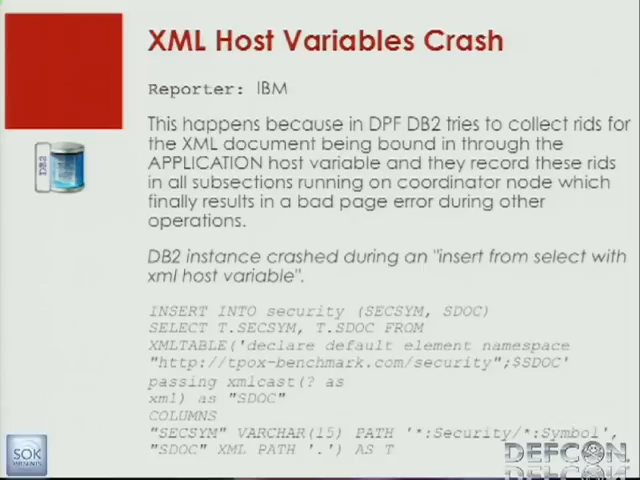 XML Host Variables Crash
Reporter: IBM
This happens because in DPF DB2 tries to collect rids for
the XML document being bound in through the
APPLICATION host variable and they record these rids
in all subsections running on coordinator node which
finally results in a bad page error during other
operations.
DB2
DB2 instance crashed during an "insert from select with
xml host variable".
INSERT INTO security (SECSYM, SDOC)
SELECT T.SECSYM, T.SDOC FROM
XMLTABLE('declare default element namespace
"http://tpox-benchmark.com/security";$SDOC'
passing xmlcast(? as
xml) as "SDOC"
COLUMNS
"SECSYM" VARCHAR(15) PATH '*:Security/*:Symbol',
"SDOC" XML PATH '.') AS T
SOK
DEFCON